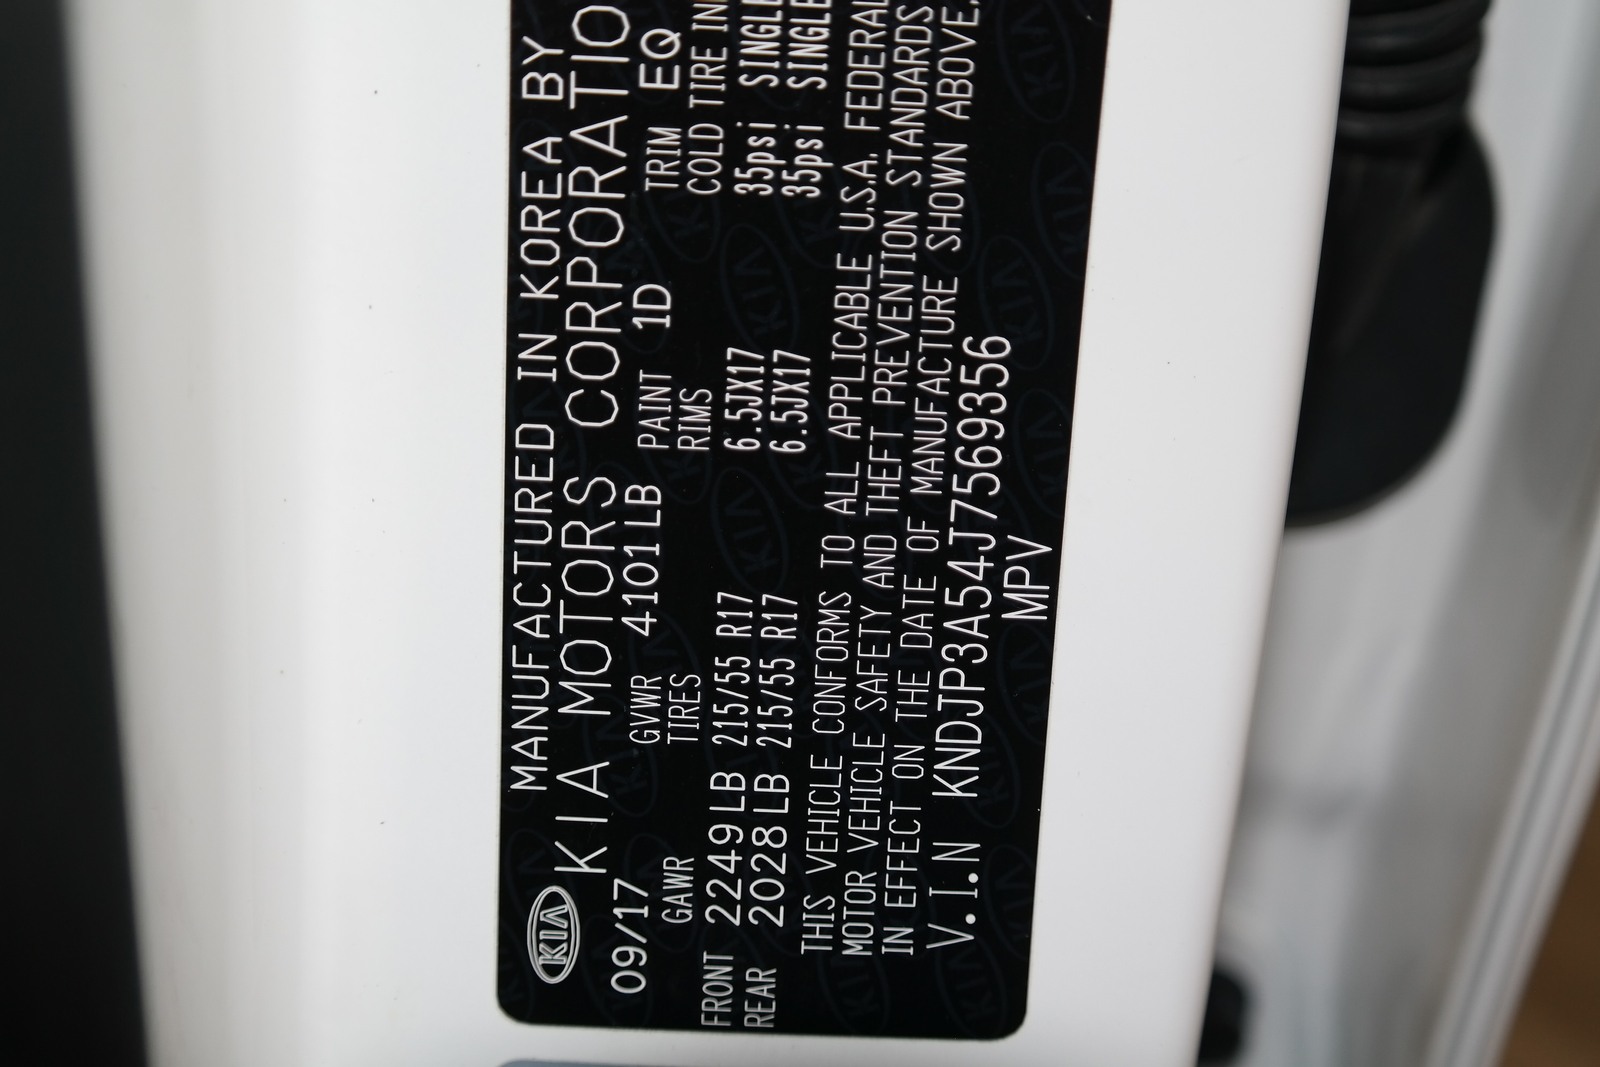 KIA
MANUFACTURED IN KOREA BY
KIA MOTORS CORPORATIO
09/17 GVWR 4101LB PAINT 1D TRIM EQ
GAWR TIRES RIMS COLD TIRE IN
FRONT 2249LB 215/55 R17 6.5JX17 35psi SINGLE
REAR 2028LB 215/55 R17 6.5JX17 35psi SINGLE
THIS VEHICLE CONFORMS TO ALL APPLICABLE U.S.A. FEDERAL
MOTOR VEHICLE SAFETY AND THEFT PREVENTION STANDARDS
IN EFFECT ON THE DATE OF MANUFACTURE SHOWN ABOVE.
V.I.N KNDJP3A54J7569356
MPV